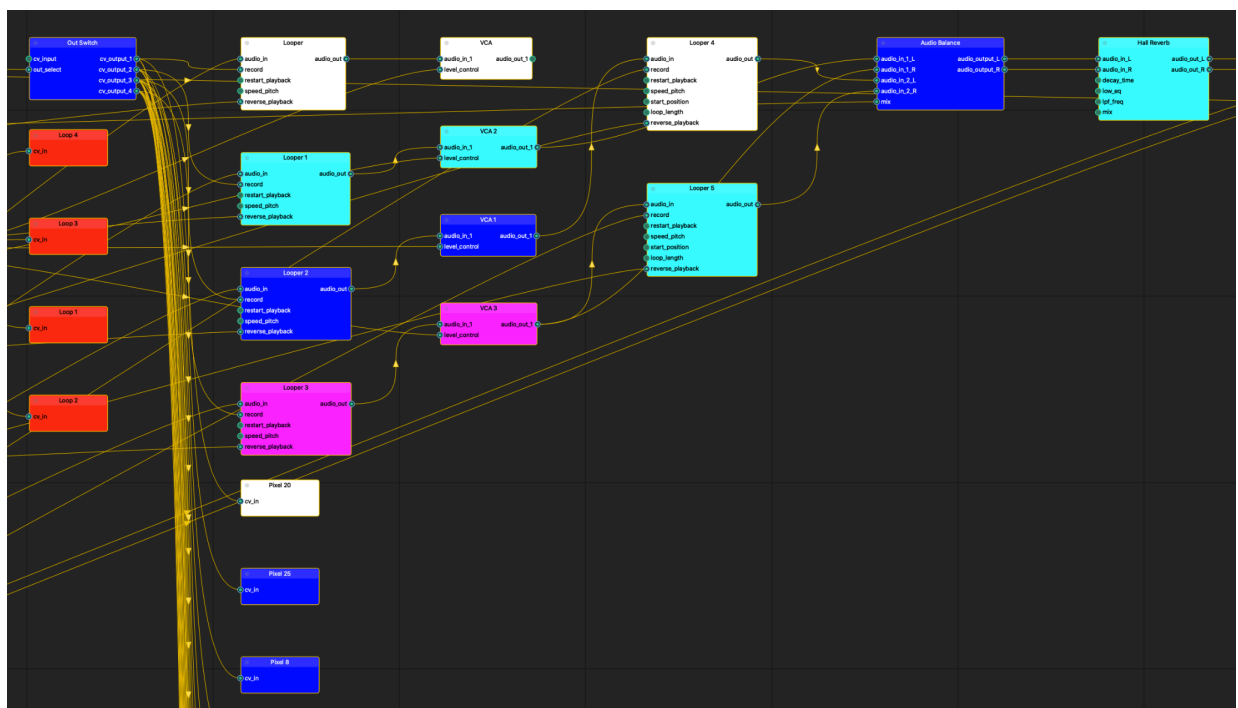 Out Switch
cv_input
cv_output_1
out_select
cv_output_2
cv_output_3
cv_output_4
Loop 4
cv_in
Loop 3
cv_in
Loop 1
cv_in
Loop 2
cv_in
Looper
audio_in
audio_out
record
restart_playback
speed_pitch
reverse_playback
Looper 1
audio_in
audio_out
record
restart_playback
speed_pitch
reverse_playback
Looper 2
audio_in
audio_out
record
restart_playback
speed_pitch
reverse_playback
Looper 3
audio_in
audio_out
record
restart_playback
speed_pitch
reverse_playback
Pixel 20
cv_in
Pixel 25
cv_in
Pixel 8
cv_in
VCA
audio_in_1
audio_out_1
level_control
VCA 2
audio_in_1
audio_out_1
level_control
VCA 1
audio_in_1
audio_out_1
level_control
VCA 3
audio_in_1
audio_out_1
level_control
Looper 4
audio_in
audio_out
record
restart_playback
speed_pitch
start_position
loop_length
reverse_playback
Looper 5
audio_in
audio_out
record
restart_playback
speed_pitch
start_position
loop_length
reverse_playback
Audio Balance
audio_in_1_L
audio_output_L
audio_in_1_R
audio_output_R
audio_in_2_L
audio_in_2_R
mix
Hall Reverb
audio_in_L
audio_out_L
audio_in_R
audio_out_R
decay_time
low_eq
lpf_freq
mix